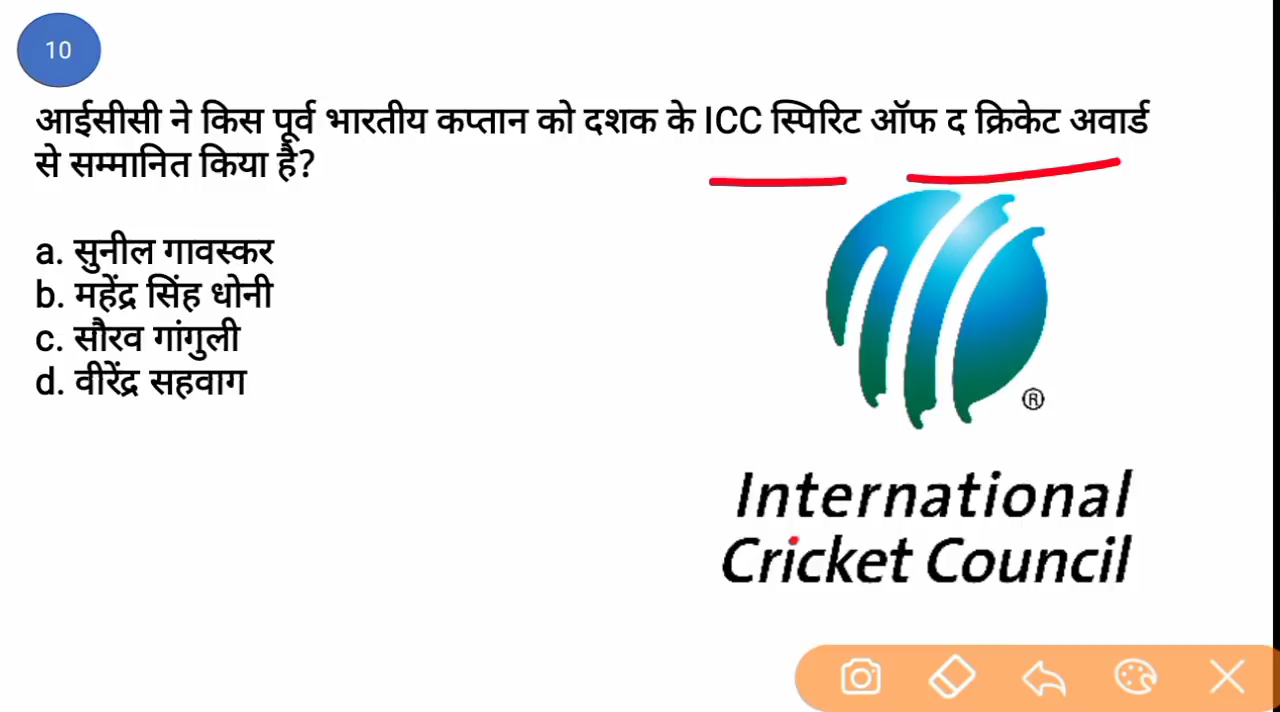 10
आईसीसी ने किस पूर्व भारतीय कप्तान को दशक के ICC स्पिरिट ऑफ द क्रिकेट अवार्ड
से सम्मानित किया है?
a. सुनील गावस्कर
b. महेंद्र सिंह धोनी
c. सौरव गांगुली
d. वीरेंद्र सहवाग
®
International
Cricket Council